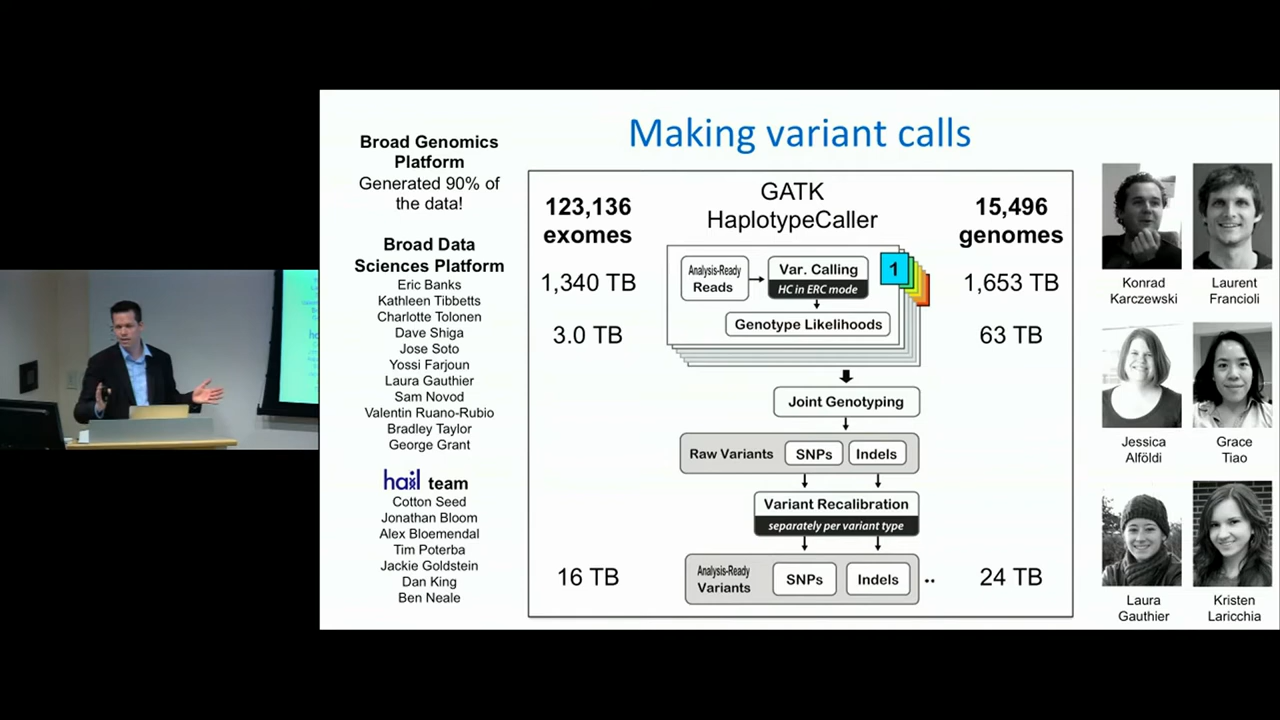 Making variant calls
Broad Genomics
Platform
Generated 90% of
the data!
Broad Data
Sciences Platform
Eric Banks
Kathleen Tibbetts
Charlotte Tolonen
Dave Shiga
Jose Soto
Yossi Farjoun
Laura Gauthier
Sam Novod
Valentin Ruano-Rubio
Bradley Taylor
George Grant
hail team
Cotton Seed
Jonathan Bloom
Alex Bloemendal
Tim Poterba
Jackie Goldstein
Dan King
Ben Neale
123,136
exomes
1,340 TB
3.0 TB
16 TB
GATK
HaplotypeCaller
Analysis-Ready
Reads
Var. Calling
HC in ERC mode
1
Genotype Likelihoods
Joint Genotyping
Raw Variants
SNPs
Indels
Variant Recalibration
separately per variant type
Analysis-Ready
Variants
SNPs
Indels
..
15,496
genomes
1,653 TB
63 TB
24 TB
Konrad
Karczewski
Laurent
Francioli
Jessica
Alföldi
Grace
Tiao
Laura
Gauthier
Kristen
Laricchia